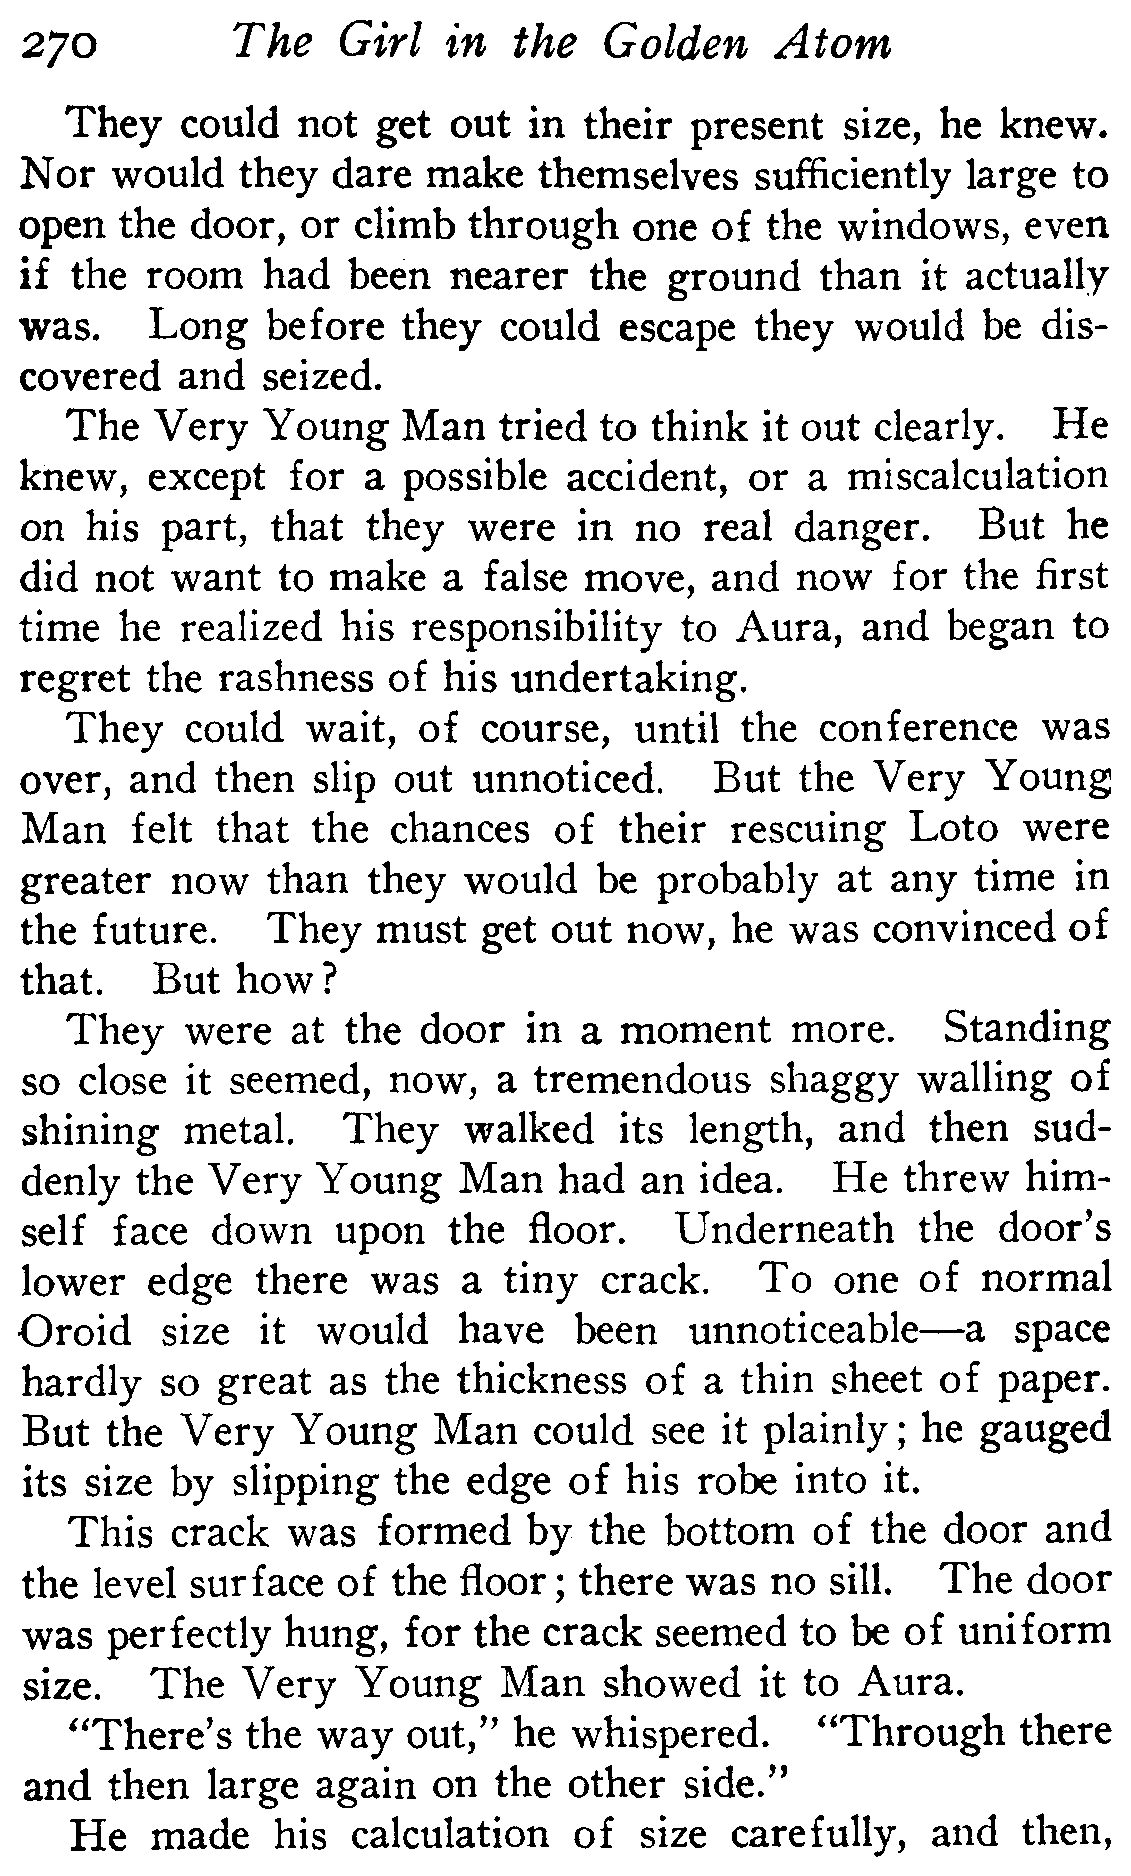 270 The Girl in the Golden Atom
They could not get out in their present size, he knew.
Nor would they dare make themselves sufficiently large to
open the door, or climb through one of the windows, even
if the room had been nearer the ground than it actually
was. Long before they could escape they would be dis-
covered and seized.
The Very Young Man tried to think it out clearly. He
knew, except for a possible accident, or a miscalculation
on his part, that they were in no real danger. But he
did not want to make a false move, and now for the first
time he realized his responsibility to Aura, and began to
regret the rashness of his undertaking.
They could wait, of course, until the conference was
over, and then slip out unnoticed. But the Very Young
Man felt that the chances of their rescuing Loto were
greater now than they would be probably at any time in
the future. They must get out now, he was convinced of
that. But how?
They were at the door in a moment more. Standing
so close it seemed, now, a tremendous shaggy walling of
shining metal. They walked its length, and then sud-
denly the Very Young Man had an idea. He threw him-
self face down upon the floor. Underneath the door's
lower edge there was a tiny crack. To one of normal
Oroid size it would have been unnoticeable—a space
hardly so great as the thickness of a thin sheet of paper.
But the Very Young Man could see it plainly; he gauged
its size by slipping the edge of his robe into it.
This crack was formed by the bottom of the door and
the level surface of the floor; there was no sill. The door
was perfectly hung, for the crack seemed to be of uniform
size. The Very Young Man showed it to Aura.
"There's the way out," he whispered. "Through there
and then large again on the other side."
He made his calculation of size carefully, and then,